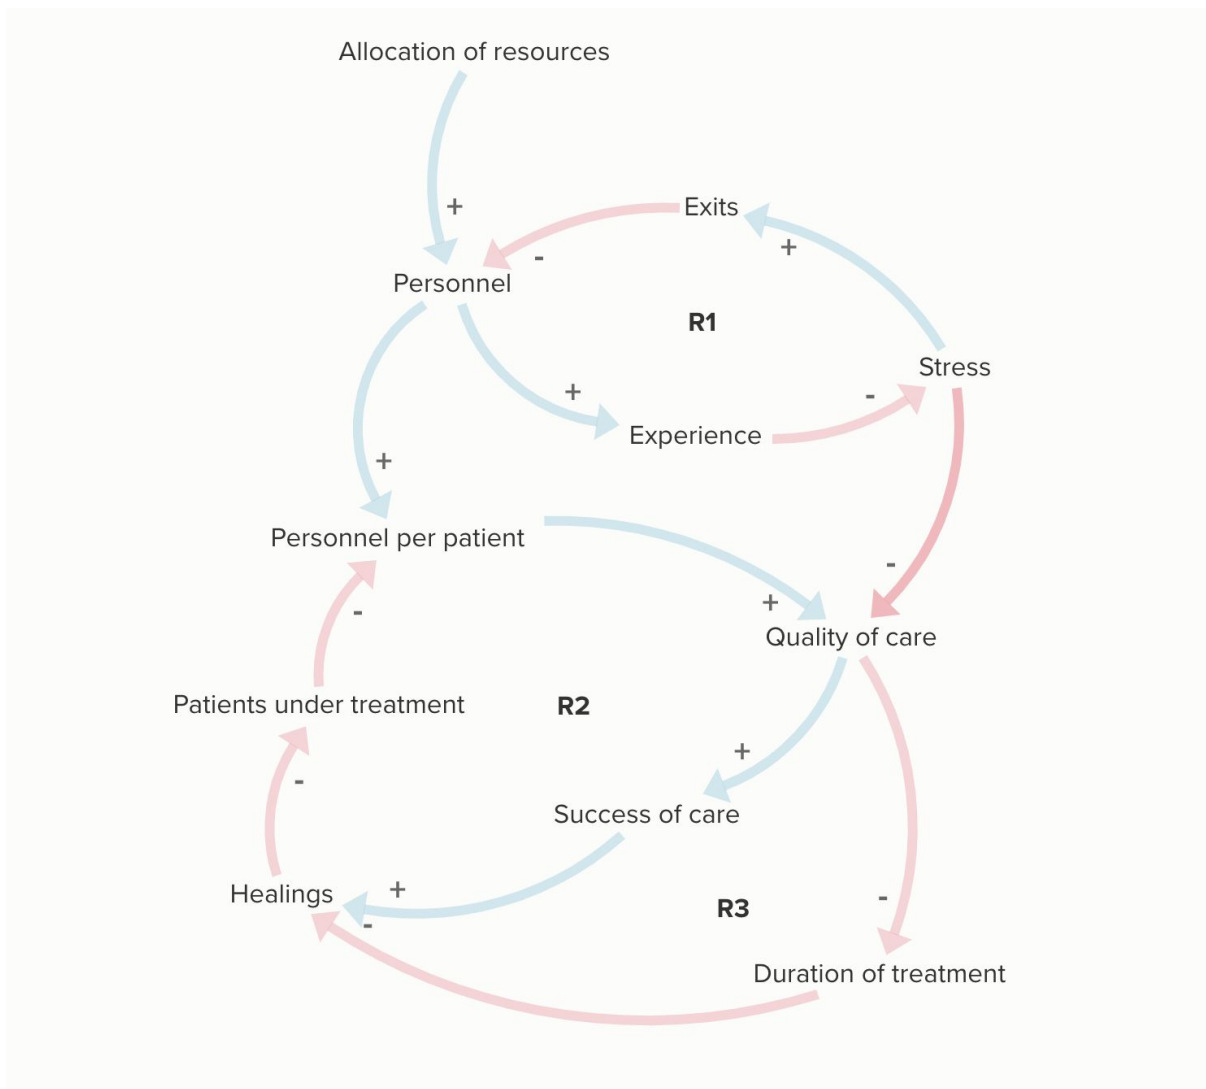 Allocation of resources
+
Exits
+
-
Personnel
R1
Stress
+
-
Experience
+
Personnel per patient
-
+
-
Quality of care
Patients under treatment
R2
+
-
Success of care
Healings
+
-
-
R3
Duration of treatment